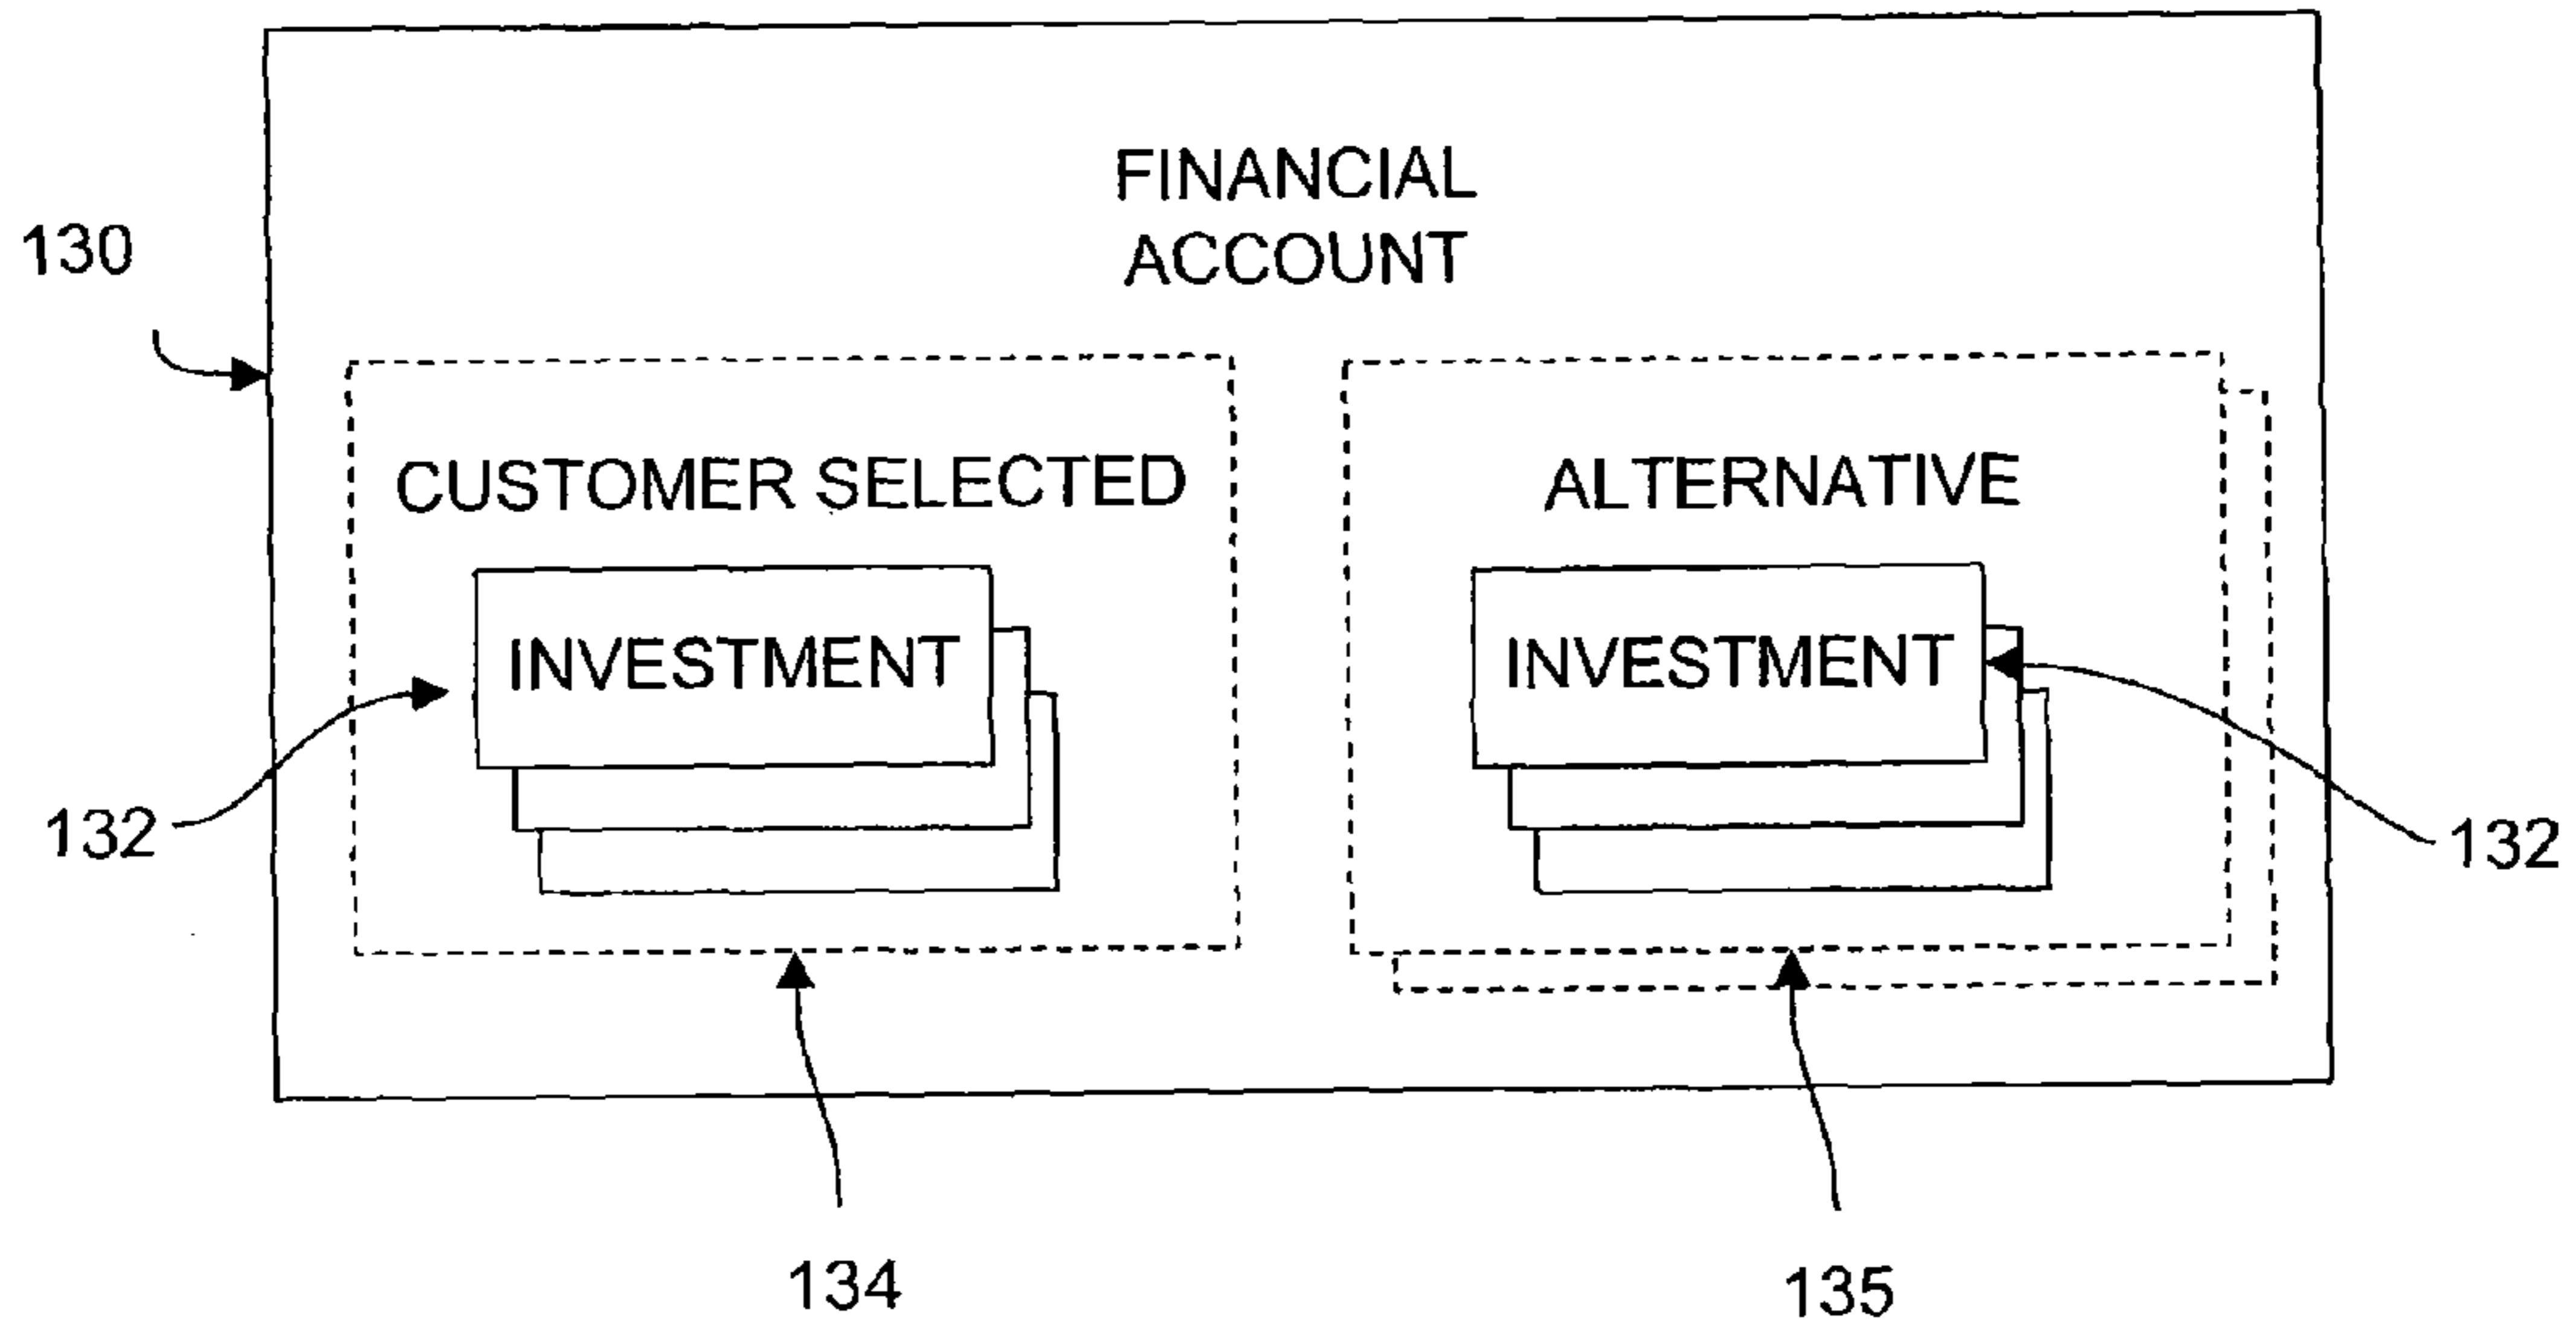 FINANCIAL
ACCOUNT
130
CUSTOMER SELECTED
ALTERNATIVE
INVESTMENT
INVESTMENT
132
132
134
135